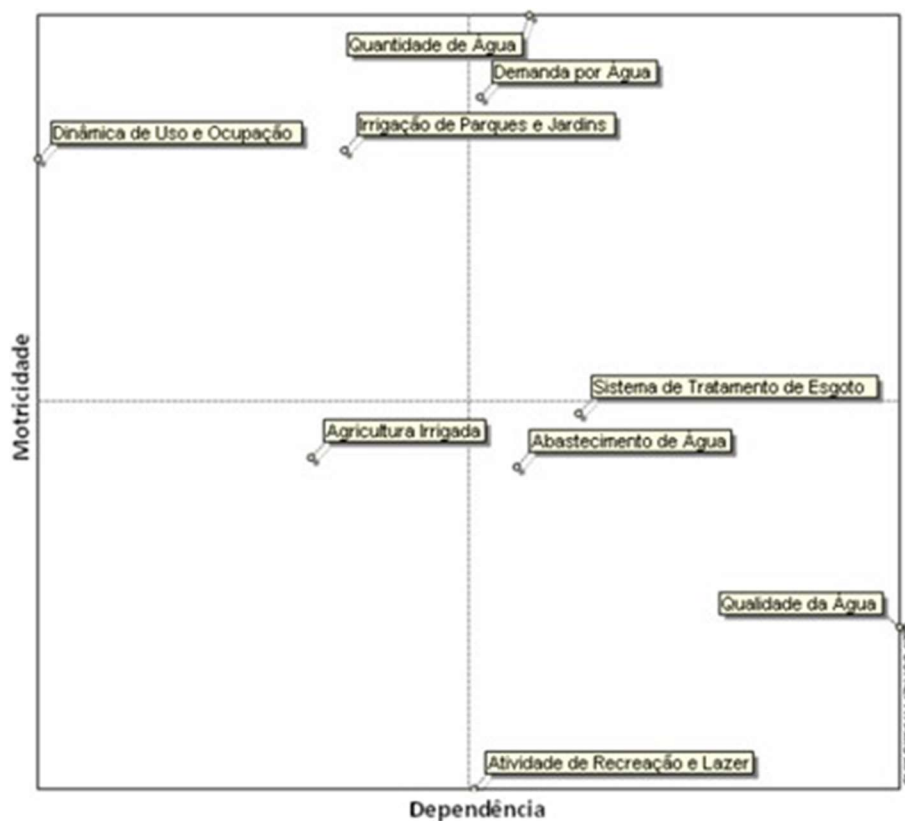 Quantidade de Água
Demanda por Água
Irrigação de Parques e Jardins
Dinâmica de Uso e Ocupação
Motricidade
Sistema de Tratamento de Esgoto
Agricultura Irrigada
Abastecimento de Água
Qualidade da Água
Atividade de Recreação e Lazer
Dependência